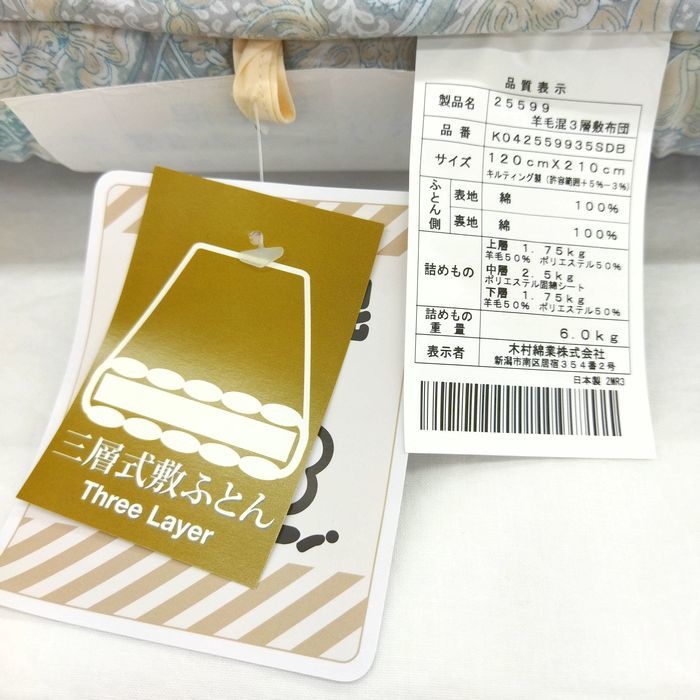 品質表示
製品名 25599
羊毛混3層敷布団
品番 K042559935SDB
サイズ 120cmX210cm
キルティング製(許容範囲+5%-3%)
ふとん側 表地 綿 100%
裏地 綿 100%
詰めもの 上層 1.75kg
羊毛50% ポリエステル50%
中層 2.5kg
ポリエステル固綿シート
下層 1.75kg
羊毛50% ポリエステル50%
詰めもの重量 6.0kg
表示者 木村綿業株式会社
新潟市南区居宿354番2号
日本製 2MR3
三層式敷ふとん
Three Layer